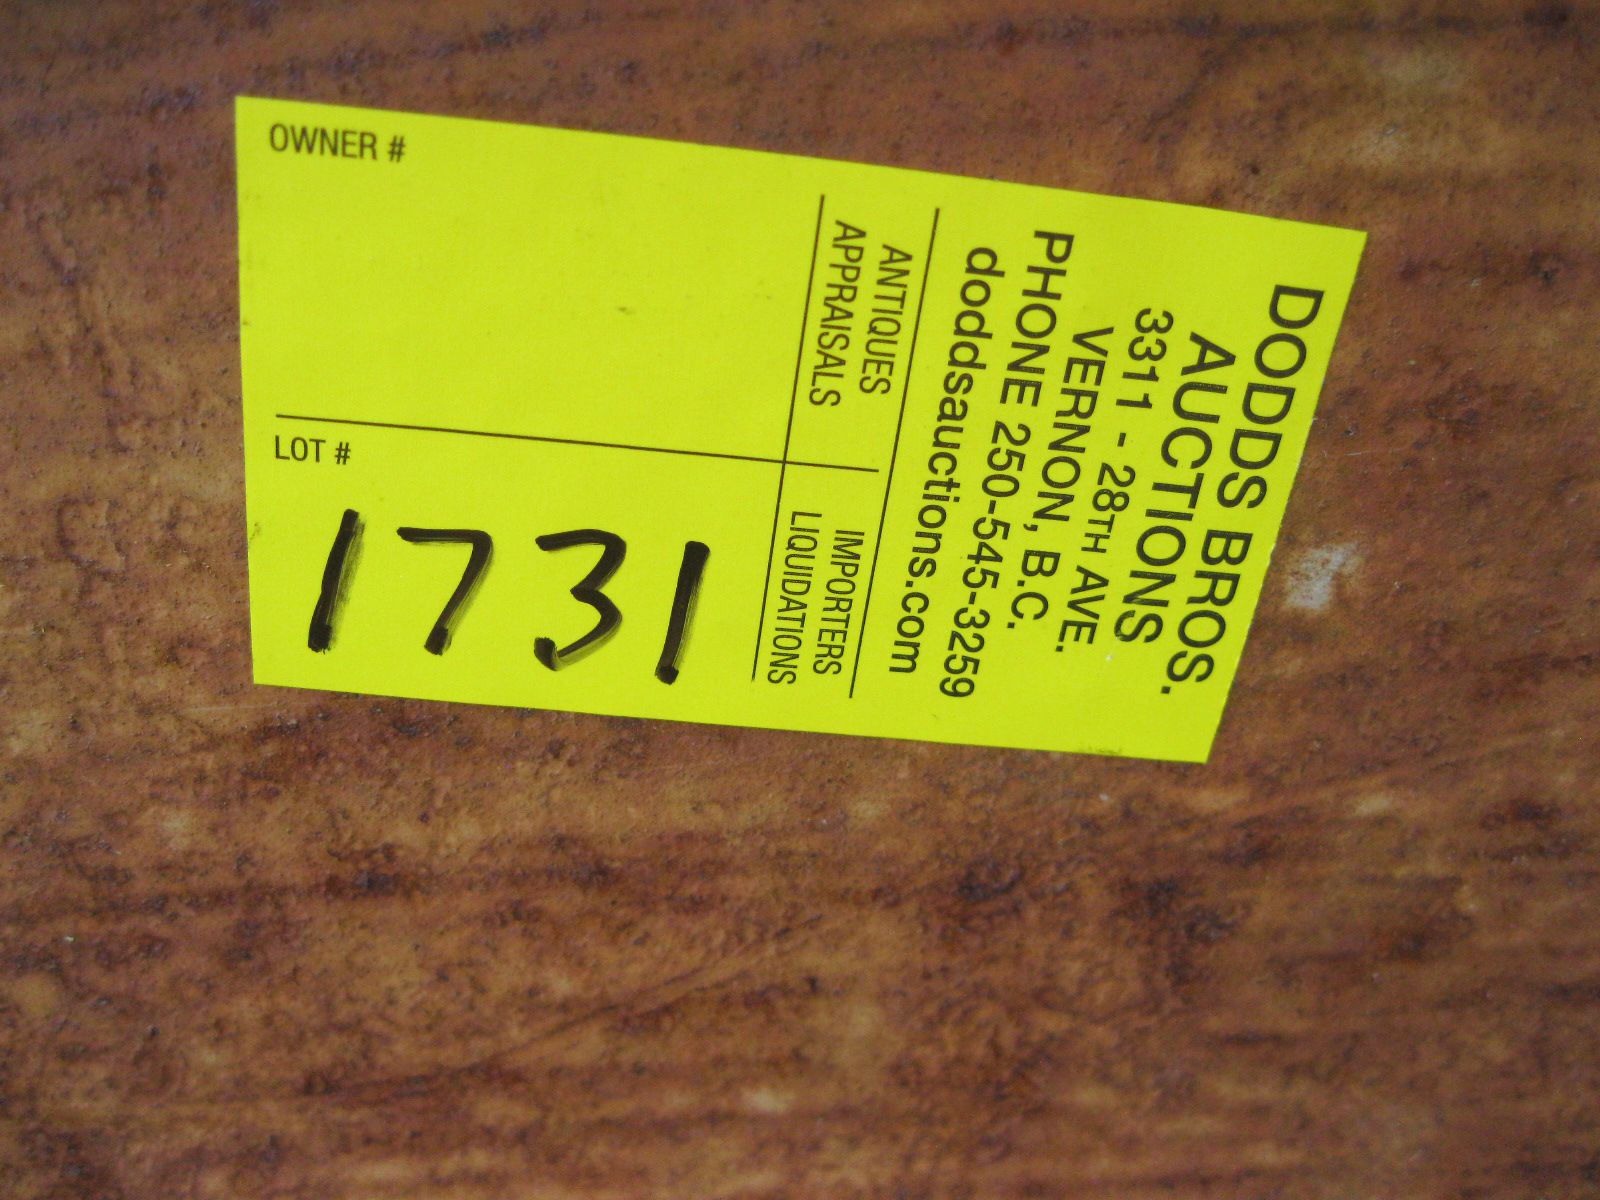 DODDS BROS.
AUCTIONS
3311 - 28TH AVE.
VERNON, B.C.
PHONE 250-545-3259
doddsauctions.com
ANTIQUES
APPRAISALS
IMPORTERS
LIQUIDATIONS
OWNER #
LOT #
1731